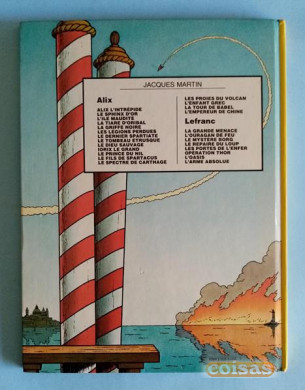 JACQUES MARTIN
Alix
ALIX L'INTRÉPIDE
LE SPHINX D'OR
L'ILE MAUDITE
LA TIARE D'ORIBAL
LA GRIFFE NOIRE
LES LÉGIONS PERDUES
LE DERNIER SPARTIATE
LE TOMBEAU ÉTRUSQUE
LE DIEU SAUVAGE
IORIX LE GRAND
LE PRINCE DU NIL
LE FILS DE SPARTACUS
LE SPECTRE DE CARTHAGE
LES PROIES DU VOLCAN
L'ENFANT GREC
LA TOUR DE BABEL
L'EMPEREUR DE CHINE
Lefranc
LA GRANDE MENACE
L'OURAGAN DE FEU
LE MYSTÈRE BORG
LE REPAIRE DU LOUP
LES PORTES DE L'ENFER
OPÉRATION THOR
L'OASIS
L'ARME ABSOLUE
coisas